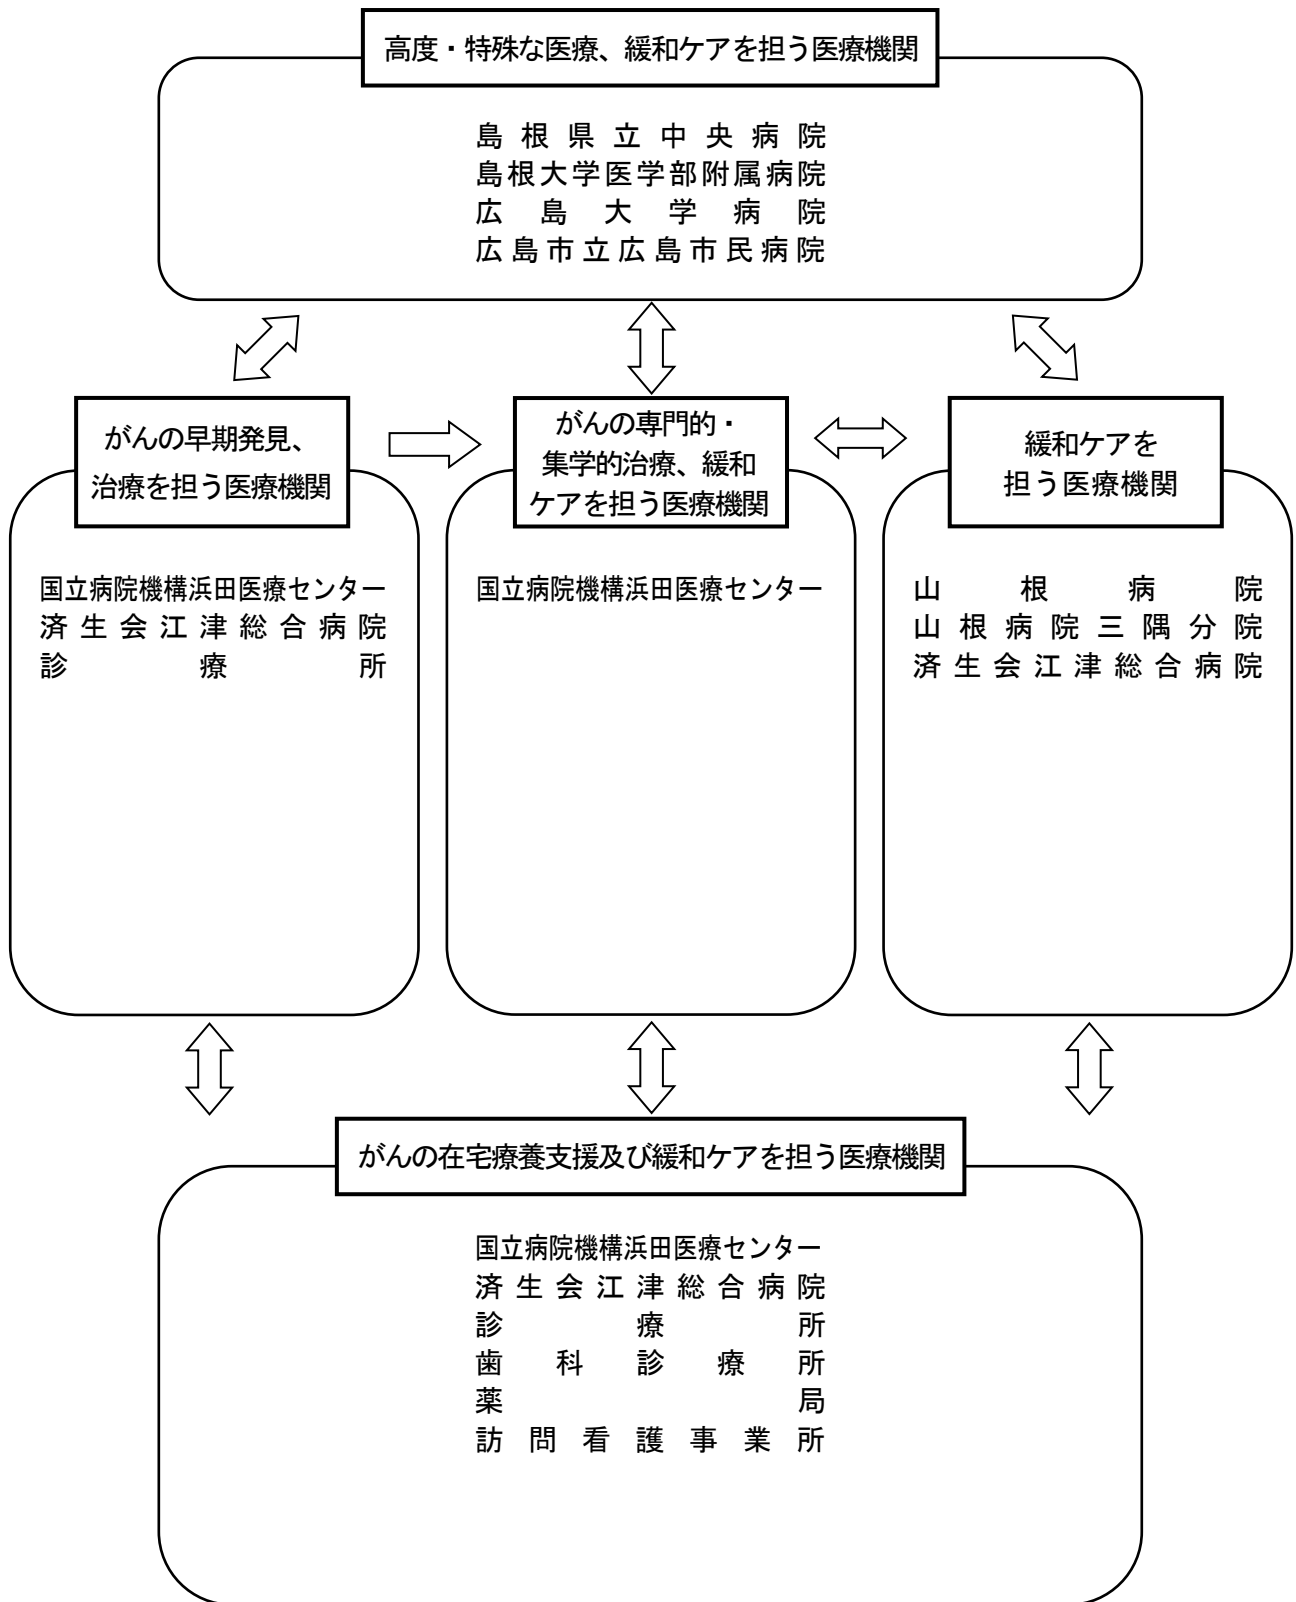 高度・特殊な医療、緩和ケアを担う医療機関
島根県立中央病院
島根大学医学部附属病院
広島大学病院
広島市立広島市民病院
がんの早期発見、
治療を担う医療機関
国立病院機構浜田医療センター
済生会江津総合病院
診療所
がんの専門的・
集学的治療、緩和
ケアを担う医療機関
国立病院機構浜田医療センター
緩和ケアを
担う医療機関
山根病院
山根病院三隅分院
済生会江津総合病院
がんの在宅療養支援及び緩和ケアを担う医療機関
国立病院機構浜田医療センター
済生会江津総合病院
診療所
歯科診療所
薬局
訪問看護事業所